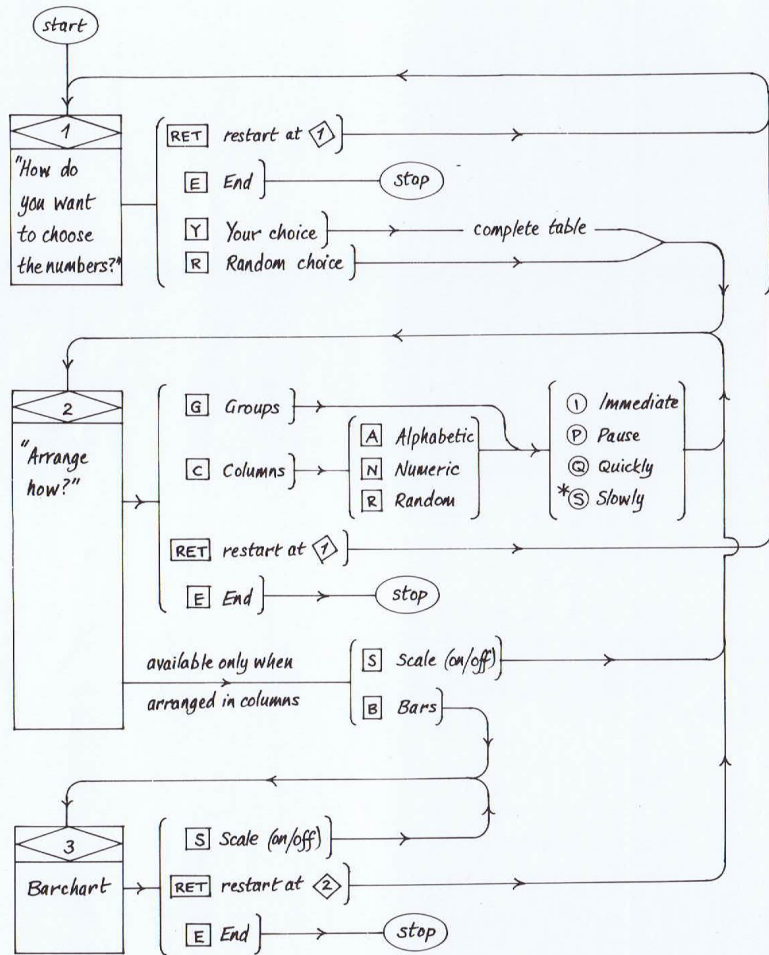 start
1
"How do
you want
to choose
the numbers?"
RET restart at 1
E End
stop
Y Your choice
complete table
R Random choice
2
"Arrange
how?"
G Groups
C Columns
A Alphabetic
N Numeric
R Random
I Immediate
P Pause
Q Quickly
*S Slowly
RET restart at 1
E End
stop
available only when
arranged in columns
S Scale (on/off)
B Bars
3
Barchart
S Scale (on/off)
RET restart at 2
E End
stop